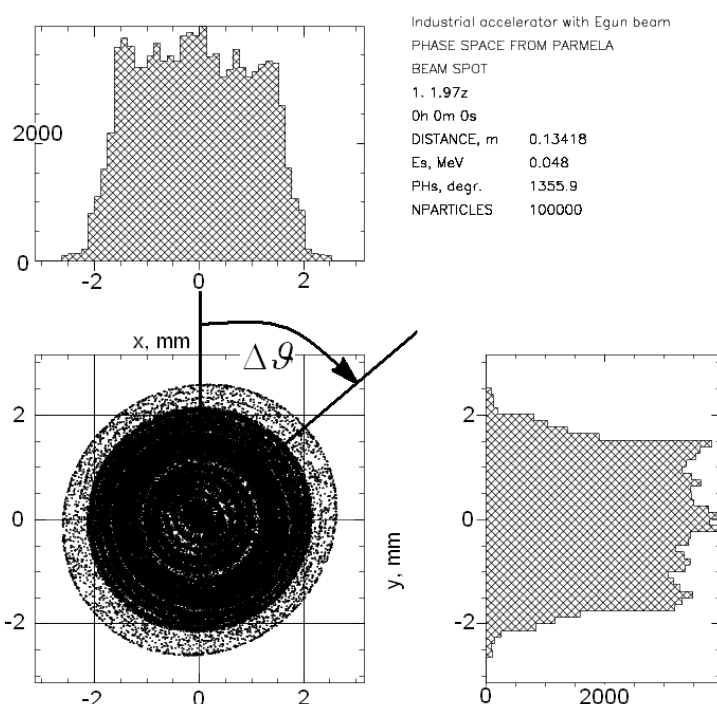 Industrial accelerator with Egun beam
PHASE SPACE FROM PARMELA
BEAM SPOT
1. 1.97z
0h 0m 0s
DISTANCE, m 0.13418
Es, MeV 0.048
PHs, degr. 1355.9
NPARTICLES 100000
2000
0
-2 0 2
x, mm
Δϑ
2
0
-2
-2 0 2
y, mm
2
0
-2
0 2000